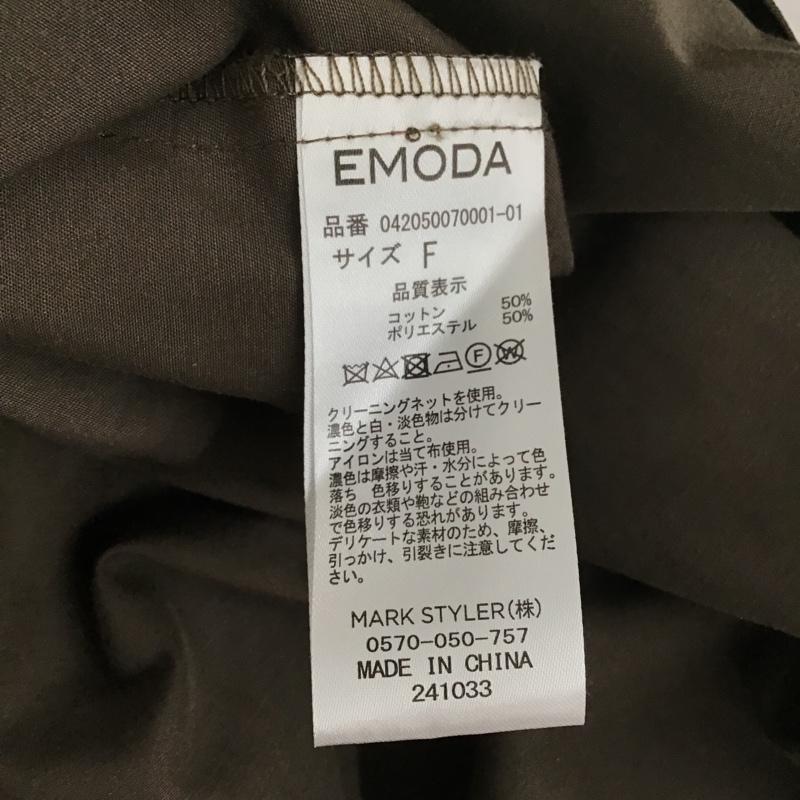 EMODA
品番 042050070001-01
サイズ F
品質表示
コットン 50%
ポリエステル 50%
F W
クリーニングネットを使用。
濃色と白・淡色物は分けてクリー
ニングすること。
アイロンは当て布使用。
濃色は摩擦や汗・水分によって色
落ち 色移りすることがあります。
淡色の衣類や鞄などの組み合わせ
で色移りする恐れがあります。
デリケートな素材のため、摩擦、
引っかけ、引裂きに注意してくだ
さい。
MARK STYLER(株)
0570-050-757
MADE IN CHINA
241033